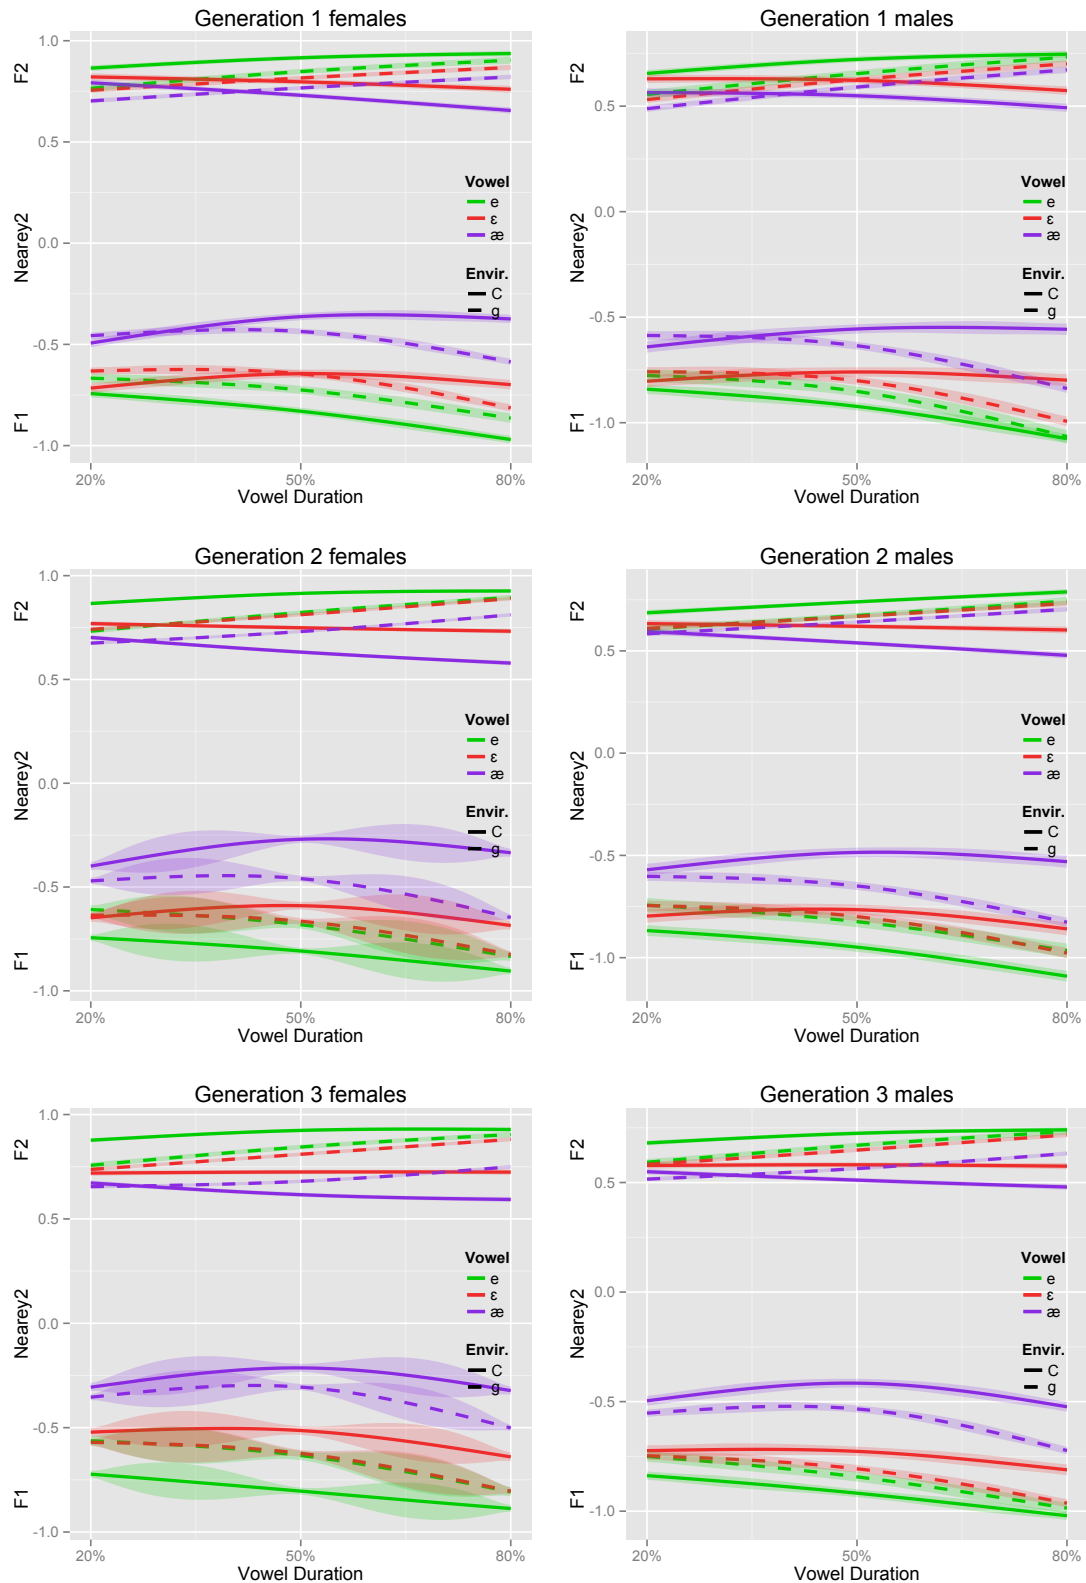 Generation 1 females
F2
Nearey2
F1
1.0
0.5
0.0
-0.5
-1.0
Vowel
e
ε
æ
Envir.
C
g
20%
50%
80%
Vowel Duration
Generation 1 males
F2
Nearey2
F1
0.5
0.0
-0.5
-1.0
Vowel
e
ε
æ
Envir.
C
g
20%
50%
80%
Vowel Duration
Generation 2 females
F2
Nearey2
F1
1.0
0.5
0.0
-0.5
-1.0
Vowel
e
ε
æ
Envir.
C
g
20%
50%
80%
Vowel Duration
Generation 2 males
F2
Nearey2
F1
0.5
0.0
-0.5
-1.0
Vowel
e
ε
æ
Envir.
C
g
20%
50%
80%
Vowel Duration
Generation 3 females
F2
Nearey2
F1
1.0
0.5
0.0
-0.5
-1.0
Vowel
e
ε
æ
Envir.
C
g
20%
50%
80%
Vowel Duration
Generation 3 males
F2
Nearey2
F1
0.5
0.0
-0.5
-1.0
Vowel
e
ε
æ
Envir.
C
g
20%
50%
80%
Vowel Duration